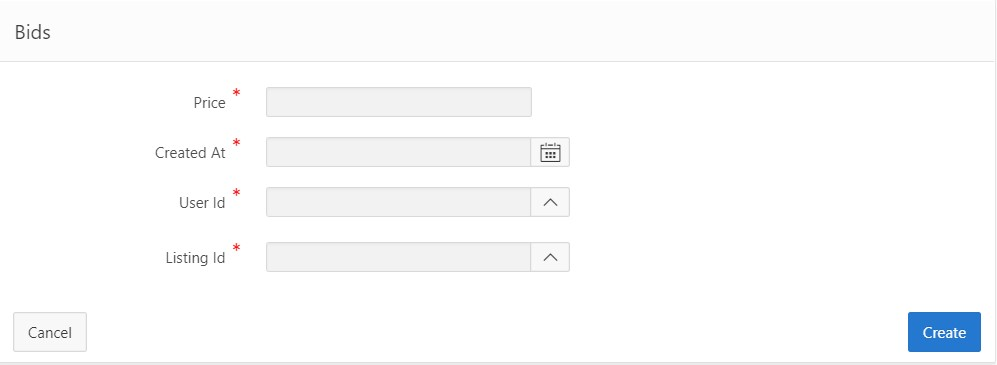 Bids
Price *
Created At *
User Id *
Listing Id *
Cancel
Create